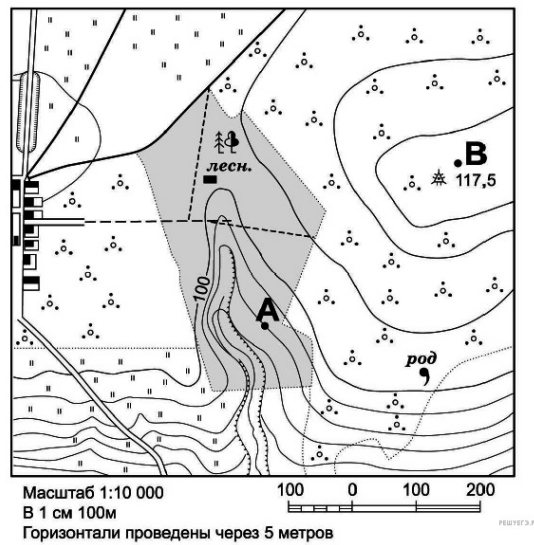 В
117,5
лесн.
100
А
род
Масштаб 1:10 000
В 1 см 100м
100 0 100 200
Горизонтали проведены через 5 метров